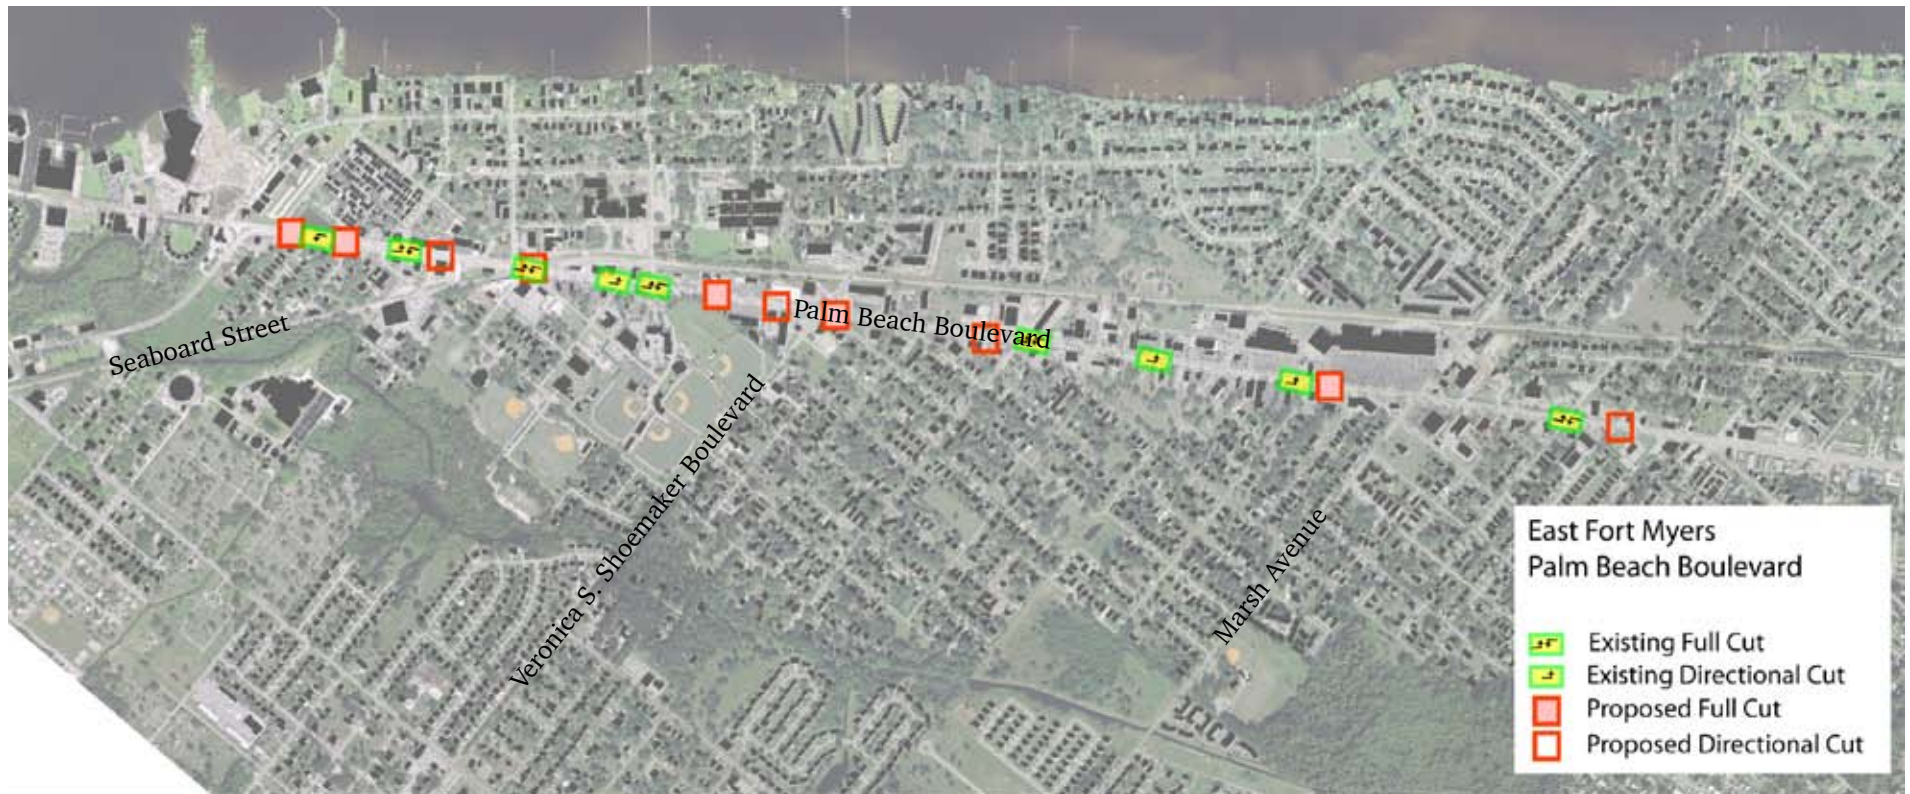 Palm Beach Boulevard
Seaboard Street
Veronica S. Shoemaker Boulevard
Marsh Avenue
East Fort Myers
Palm Beach Boulevard
Existing Full Cut
Existing Directional Cut
Proposed Full Cut
Proposed Directional Cut